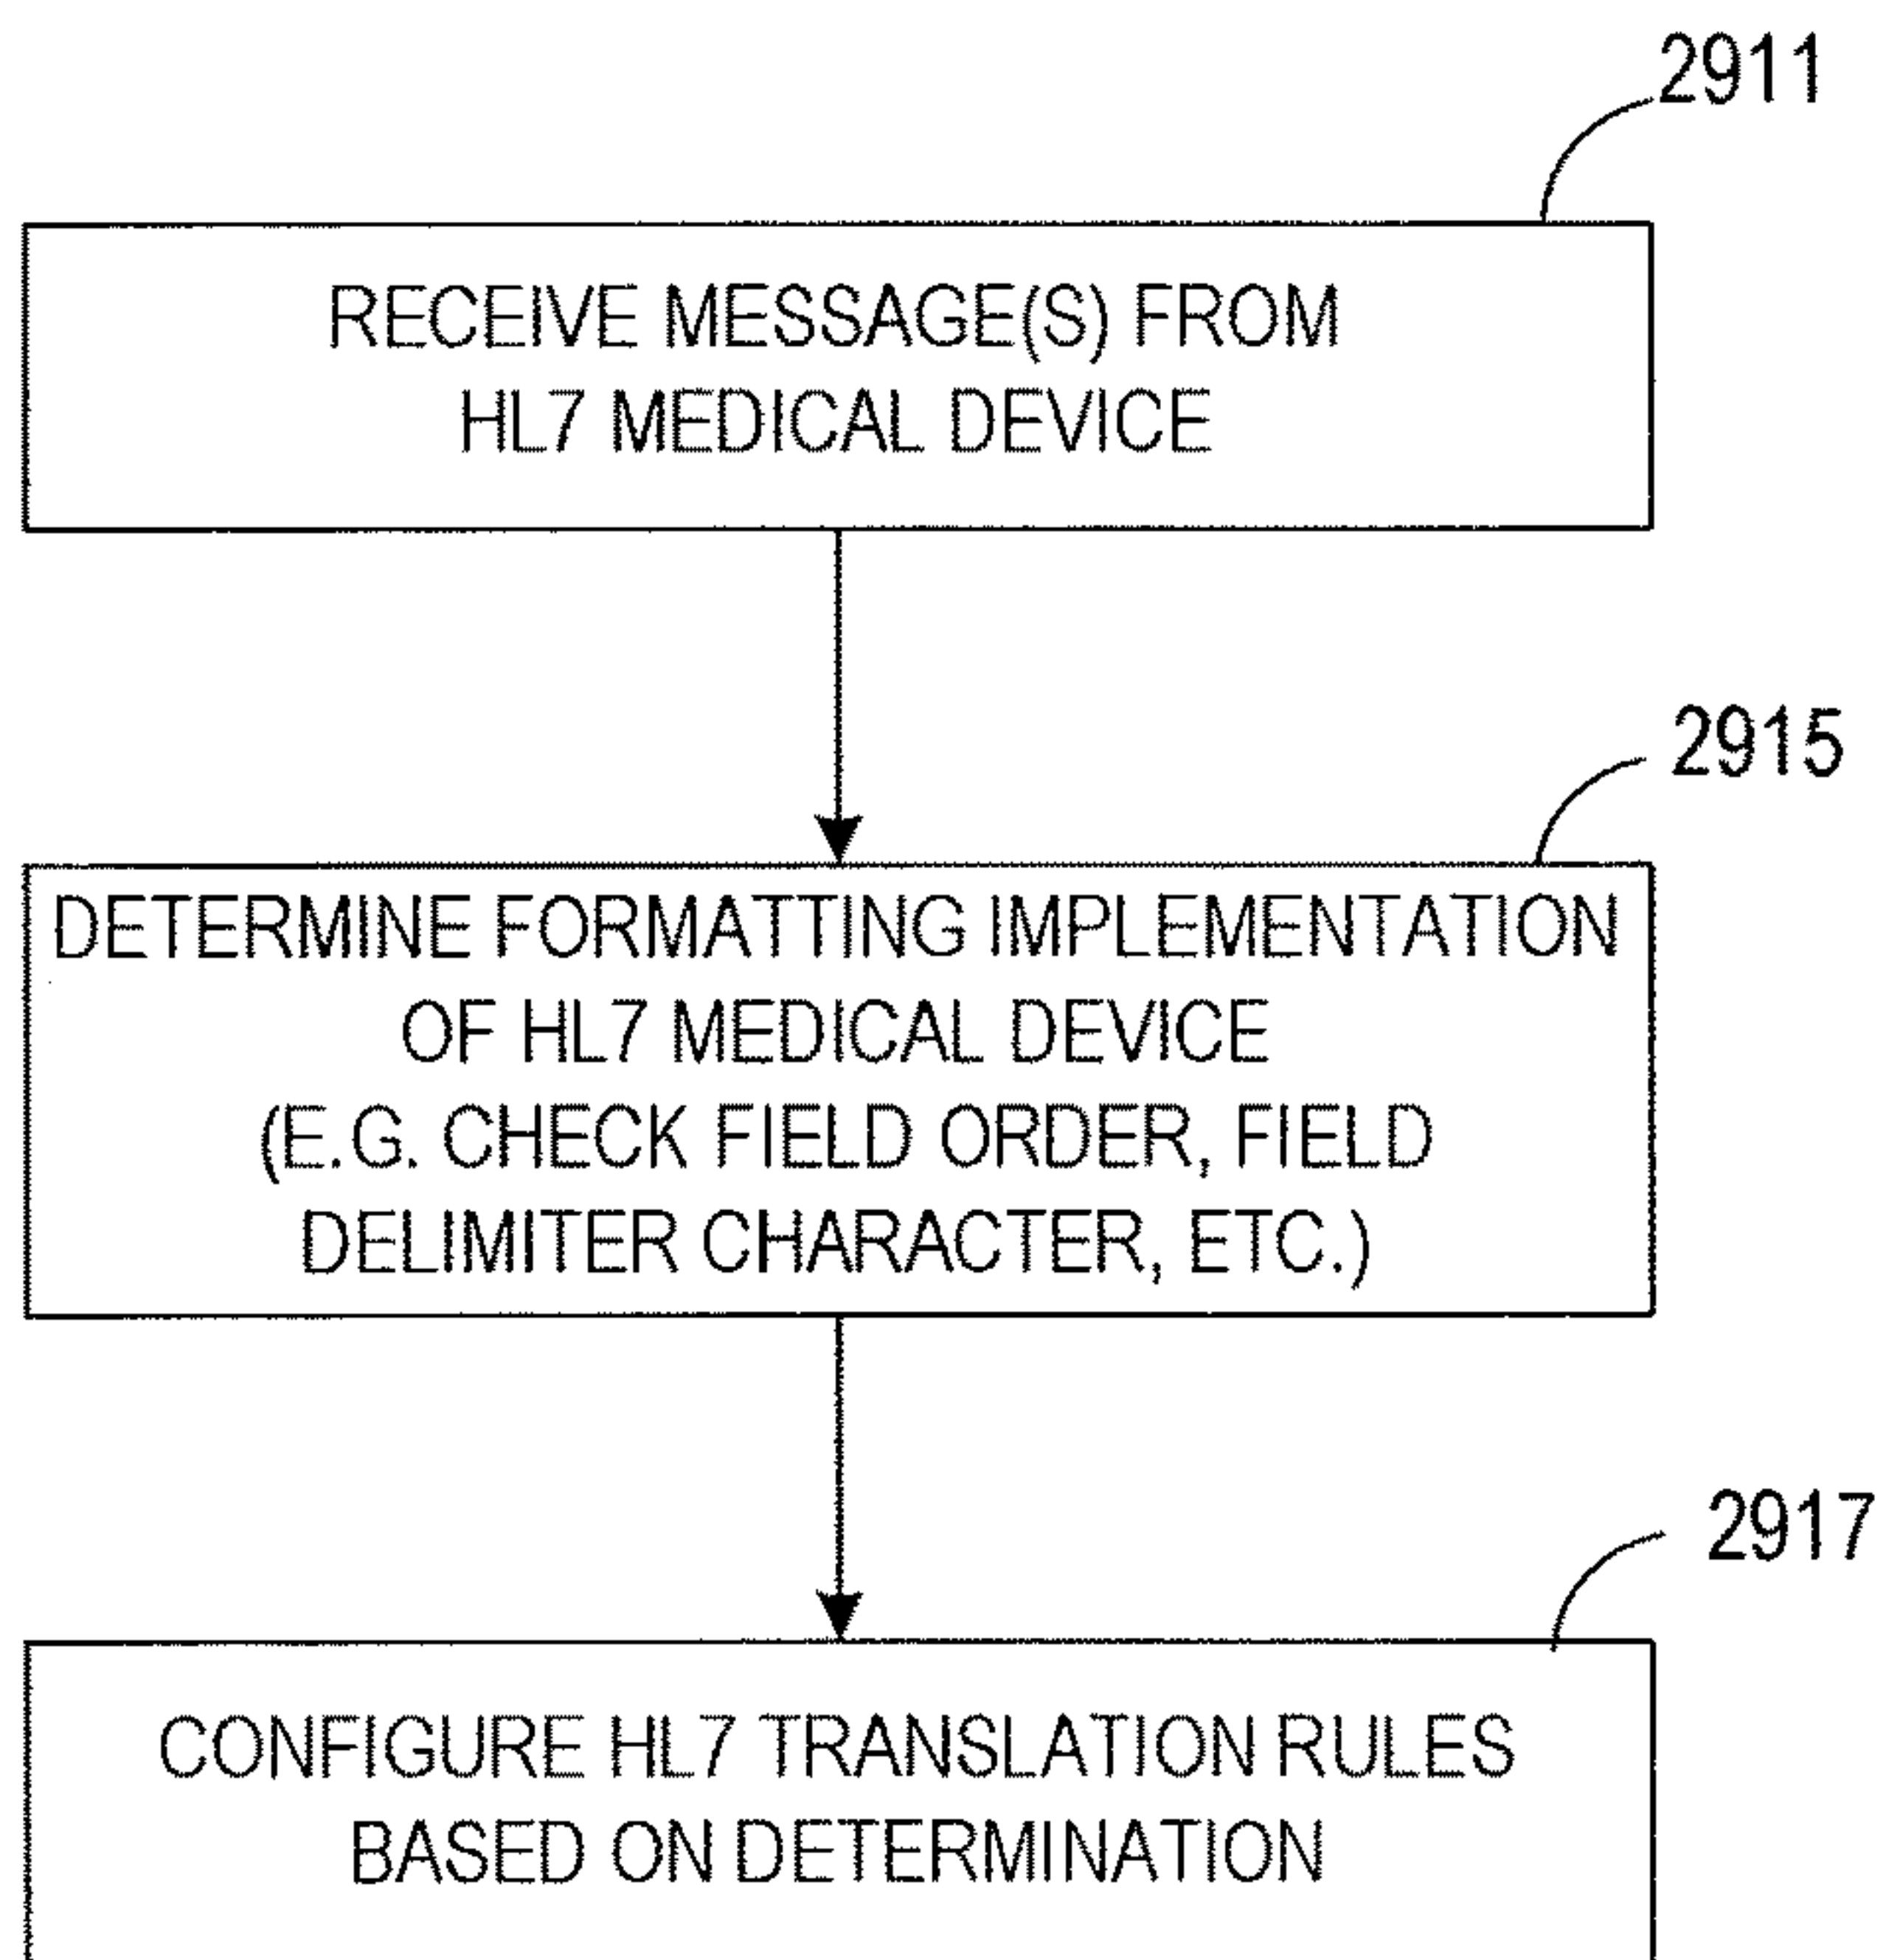 2911
RECEIVE MESSAGE(S) FROM
HL7 MEDICAL DEVICE
2915
DETERMINE FORMATTING IMPLEMENTATION
OF HL7 MEDICAL DEVICE
(E.G. CHECK FIELD ORDER, FIELD
DELIMITER CHARACTER, ETC.)
2917
CONFIGURE HL7 TRANSLATION RULES
BASED ON DETERMINATION